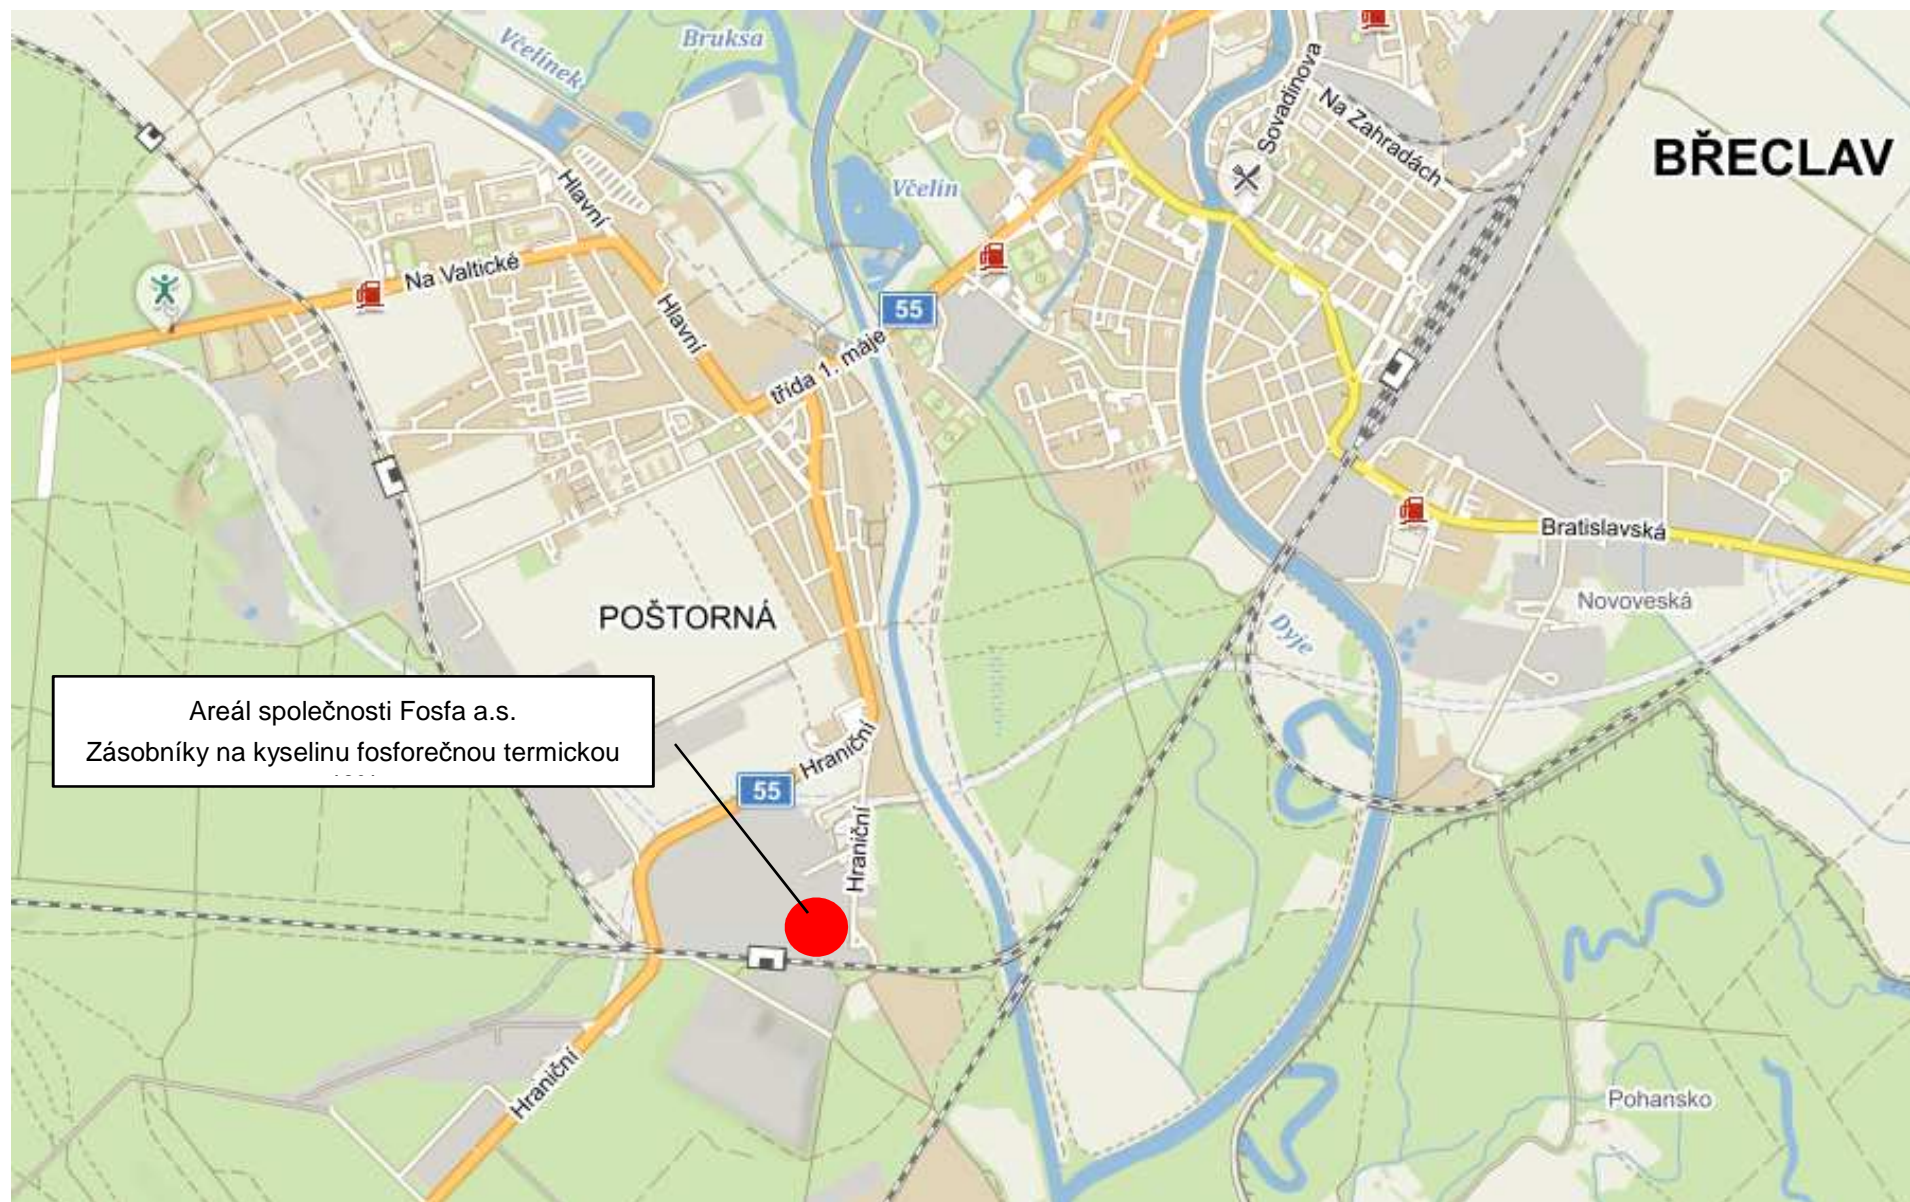 Včelínek
Bruksa
Sovadinova
Na Zahradách
BŘECLAV
Včelín
Hlavní
Na Valtické
Hlavní
55
třída 1. máje
Bratislavská
Novoveská
POŠTORNÁ
Dyje
Areál společnosti Fosfa a.s.
Zásobníky na kyselinu fosforečnou termickou
Hraniční
55
Hraniční
Hraniční
Pohansko